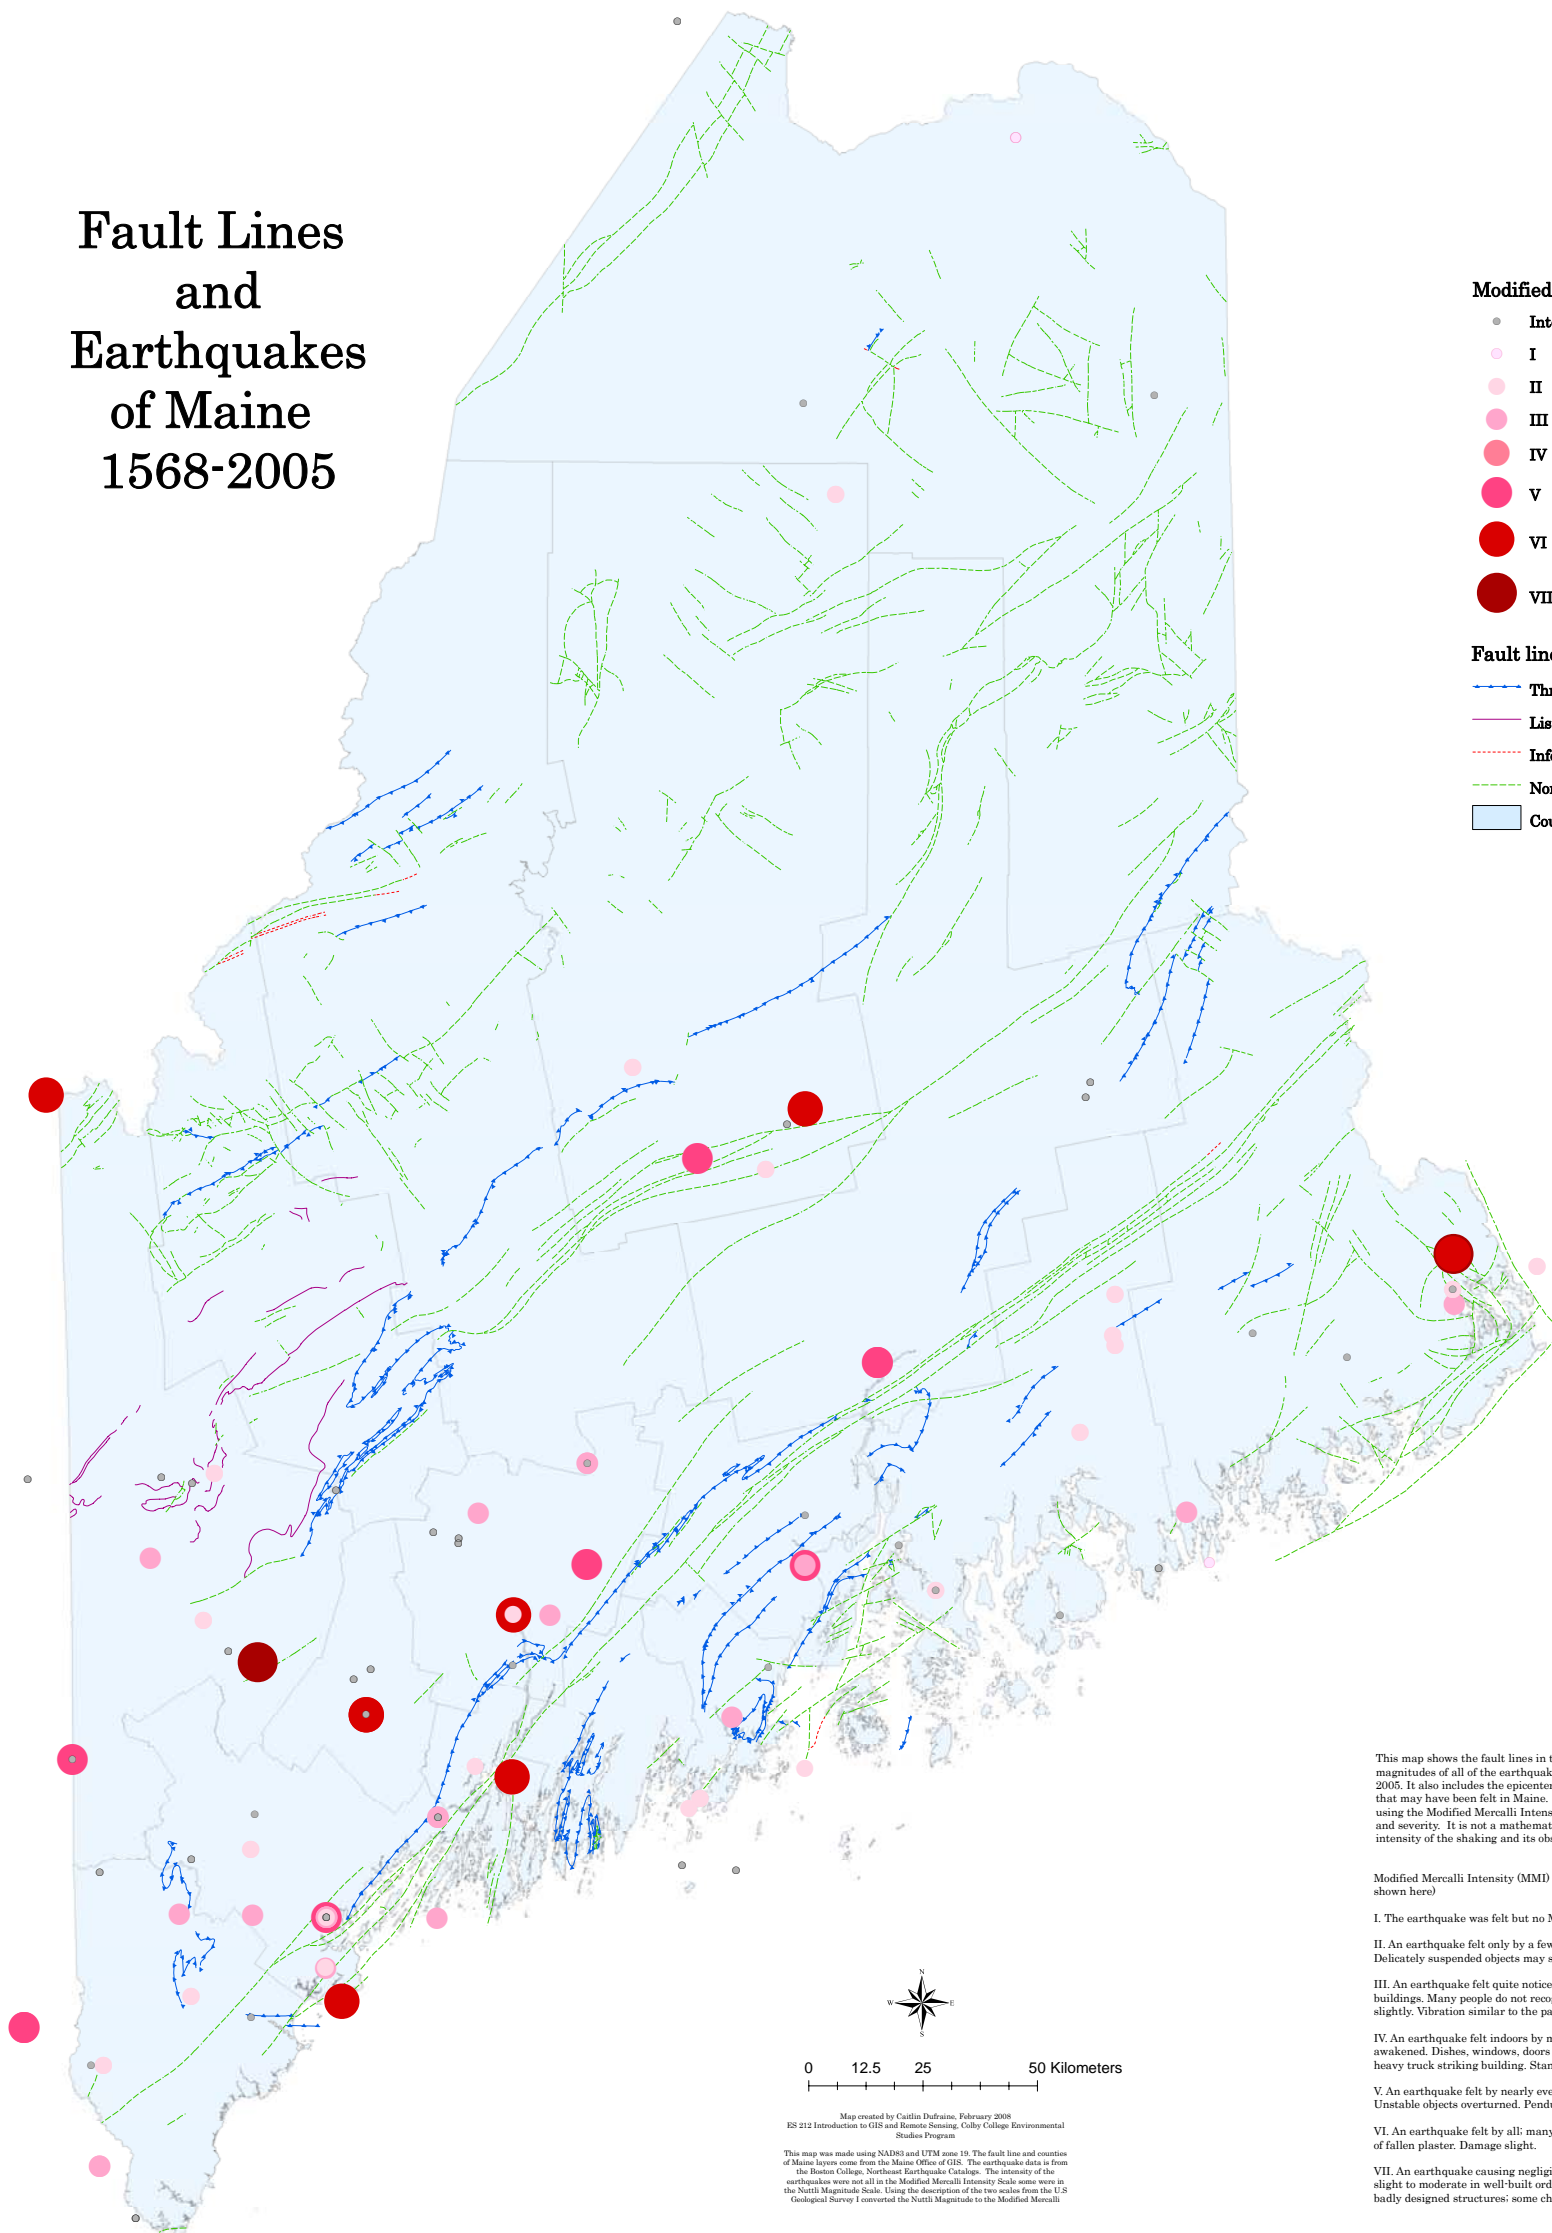 Fault Lines
and
Earthquakes
of Maine
1568-2005
Modified
Int
I
II
III
IV
V
VI
VII
Fault line
Thr
Lis
Inf
Nor
Cou
This map shows the fault lines in t
magnitudes of all of the earthquak
2005. It also includes the epicenter
that may have been felt in Maine.
using the Modified Mercalli Intens
and severity. It is not a mathemat
intensity of the shaking and its obs
Modified Mercalli Intensity (MMI)
shown here)
I. The earthquake was felt but no M
II. An earthquake felt only by a few
Delicately suspended objects may s
III. An earthquake felt quite notice
buildings. Many people do not reco
slightly. Vibration similar to the pa
IV. An earthquake felt indoors by m
awakened. Dishes, windows, doors
heavy truck striking building. Stan
V. An earthquake felt by nearly eve
Unstable objects overturned. Pendu
VI. An earthquake felt by all; many
of fallen plaster. Damage slight.
VII. An earthquake causing negligi
slight to moderate in well-built ord
badly designed structures; some ch
N
W E
S
0 12.5 25 50 Kilometers
Map created by Caitlin Dufraine, February 2008
ES 212 Introduction to GIS and Remote Sensing, Colby College Environmental
Studies Program
This map was made using NAD83 and UTM zone 19. The fault line and counties
of Maine layers come from the Maine Office of GIS. The earthquake data is from
the Boston College, Northeast Earthquake Catalogs. The intensity of the
earthquakes were not all in the Modified Mercalli Intensity Scale some were in
the Nuttli Magnitude Scale. Using the description of the two scales from the U.S
Geological Survey I converted the Nuttli Magnitude to the Modified Mercalli